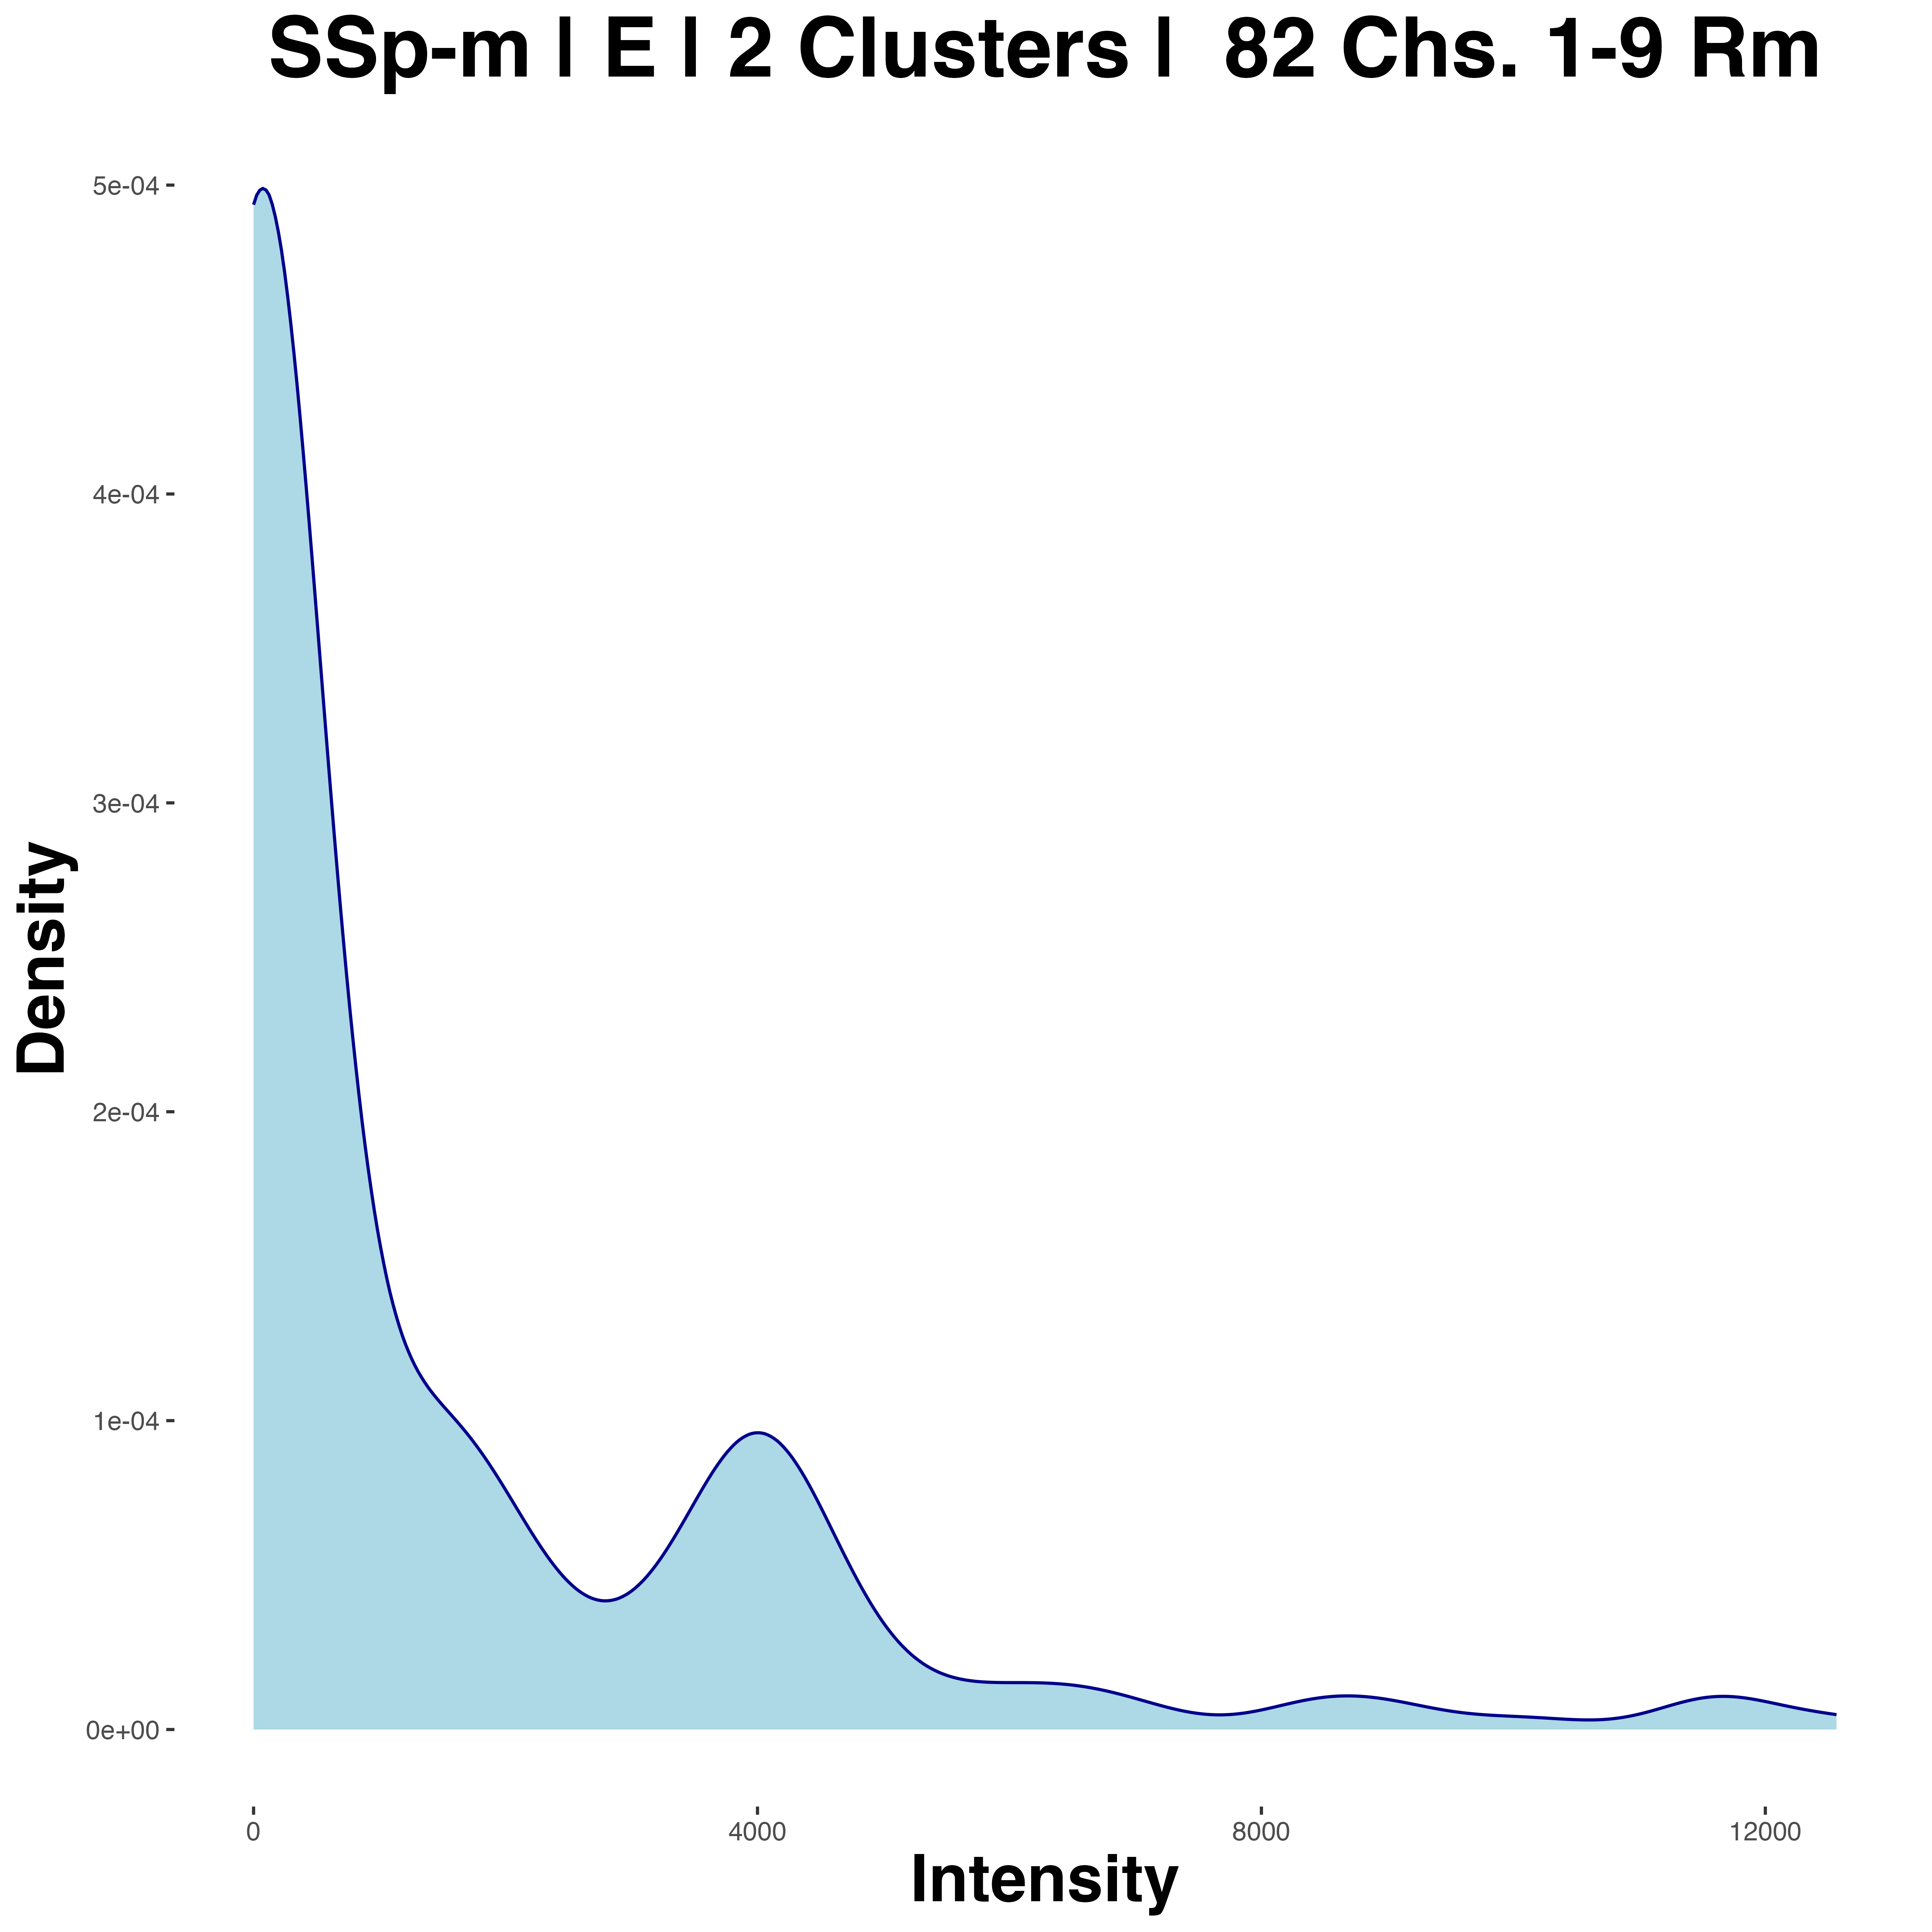 SSp-m | E | 2 Clusters | 82 Chs. 1-9 Rm
5e-04
4e-04
3e-04
2e-04
1e-04
0e+00
Density
0 4000 8000 12000
Intensity